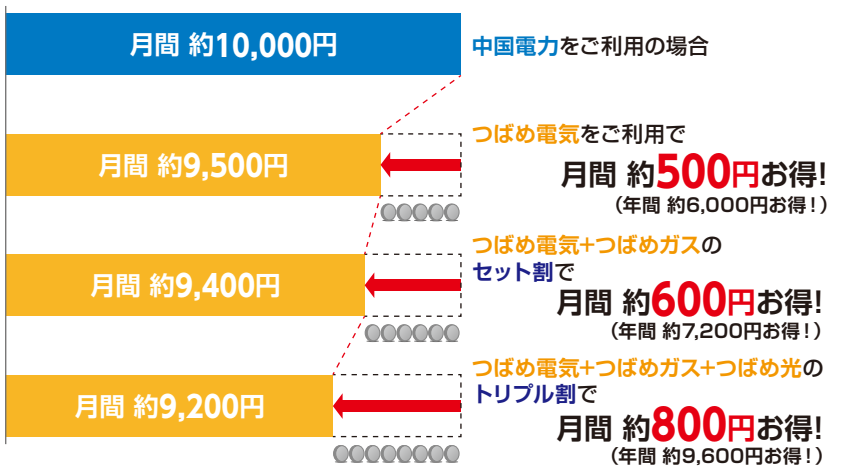 月間 約10,000円
中国電力をご利用の場合
月間 約9,500円
つばめ電気をご利用で
月間 約500円お得!
(年間 約6,000円お得!)
月間 約9,400円
つばめ電気+つばめガスの
セット割で
月間 約600円お得!
(年間 約7,200円お得!)
月間 約9,200円
つばめ電気+つばめガス+つばめ光の
トリプル割で
月間 約800円お得!
(年間 約9,600円お得!)